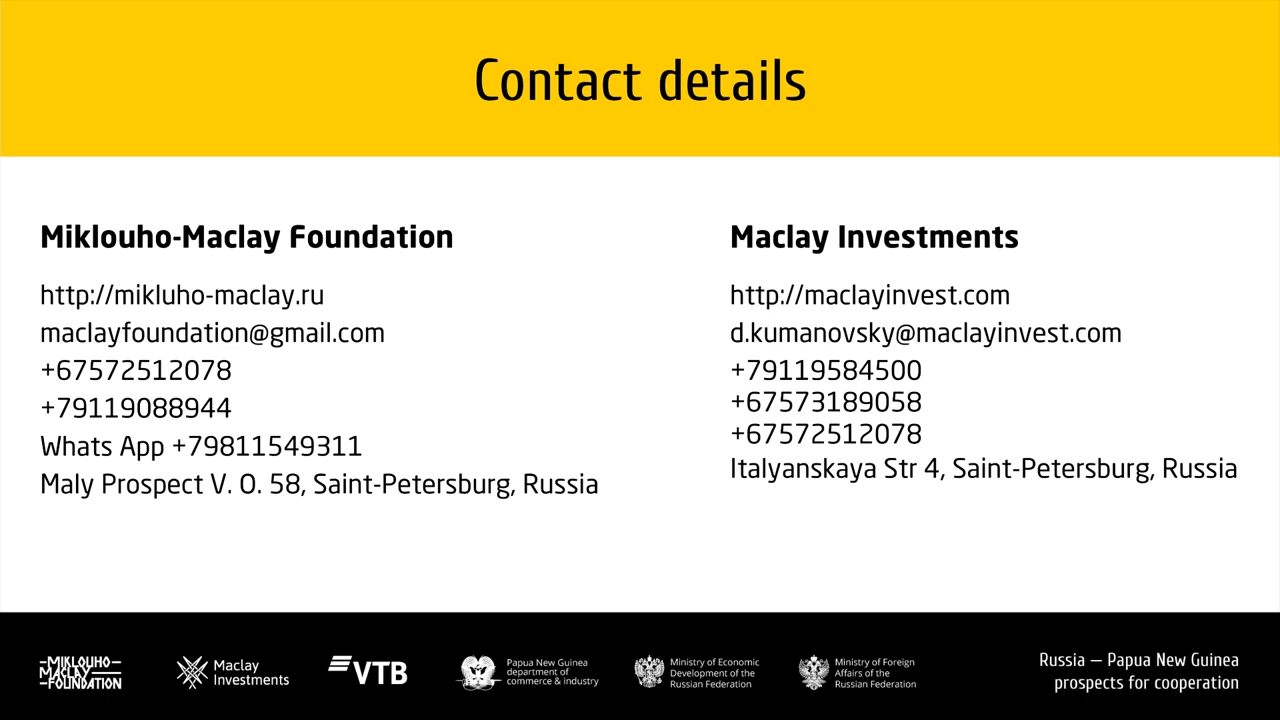 Contact details
Miklouho-Maclay Foundation
http://mikluho-maclay.ru
maclayfoundation@gmail.com
+67572512078
+79119088944
Whats App +79811549311
Maly Prospect V. O. 58, Saint-Petersburg, Russia
Maclay Investments
http://maclayinvest.com
d.kumanovsky@maclayinvest.com
+79119584500
+67573189058
+67572512078
Italyanskaya Str 4, Saint-Petersburg, Russia
MIKLOUHO
MACLAY
FOUNDATION
Maclay
Investments
VTB
Papua New Guinea
department of
commerce & industry
Ministry of Economic
Development of the
Russian Federation
Ministry of Foreign
Affairs of the
Russian Federation
Russia — Papua New Guinea
prospects for cooperation